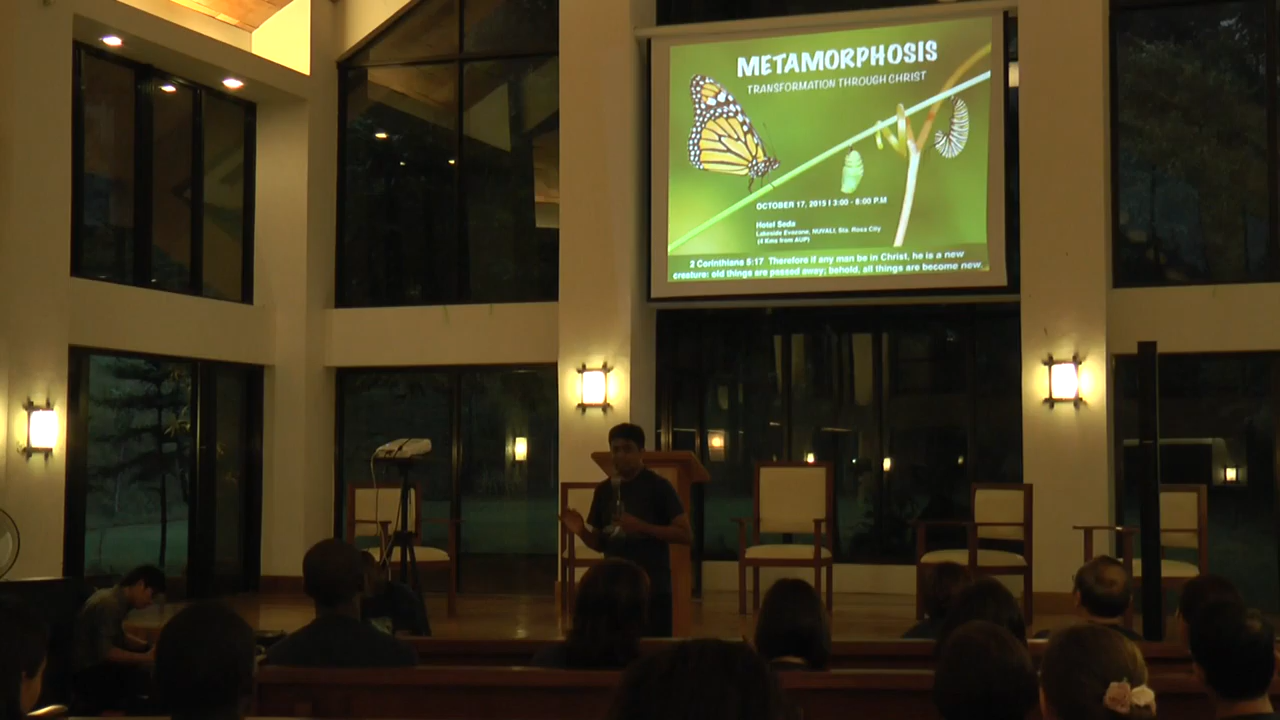 METAMORPHOSIS
TRANSFORMATION THROUGH CHRIST
OCTOBER 17, 2015 I 3:00 - 8:00 P.M
Hotel Seda
Lakeside Evozone, NUVALI, Sta. Rosa City
(4 Kms from AUP)
2 Corinthians 5:17 Therefore if any man be in Christ, he is a new
creature: old things are passed away; behold, all things are become new.